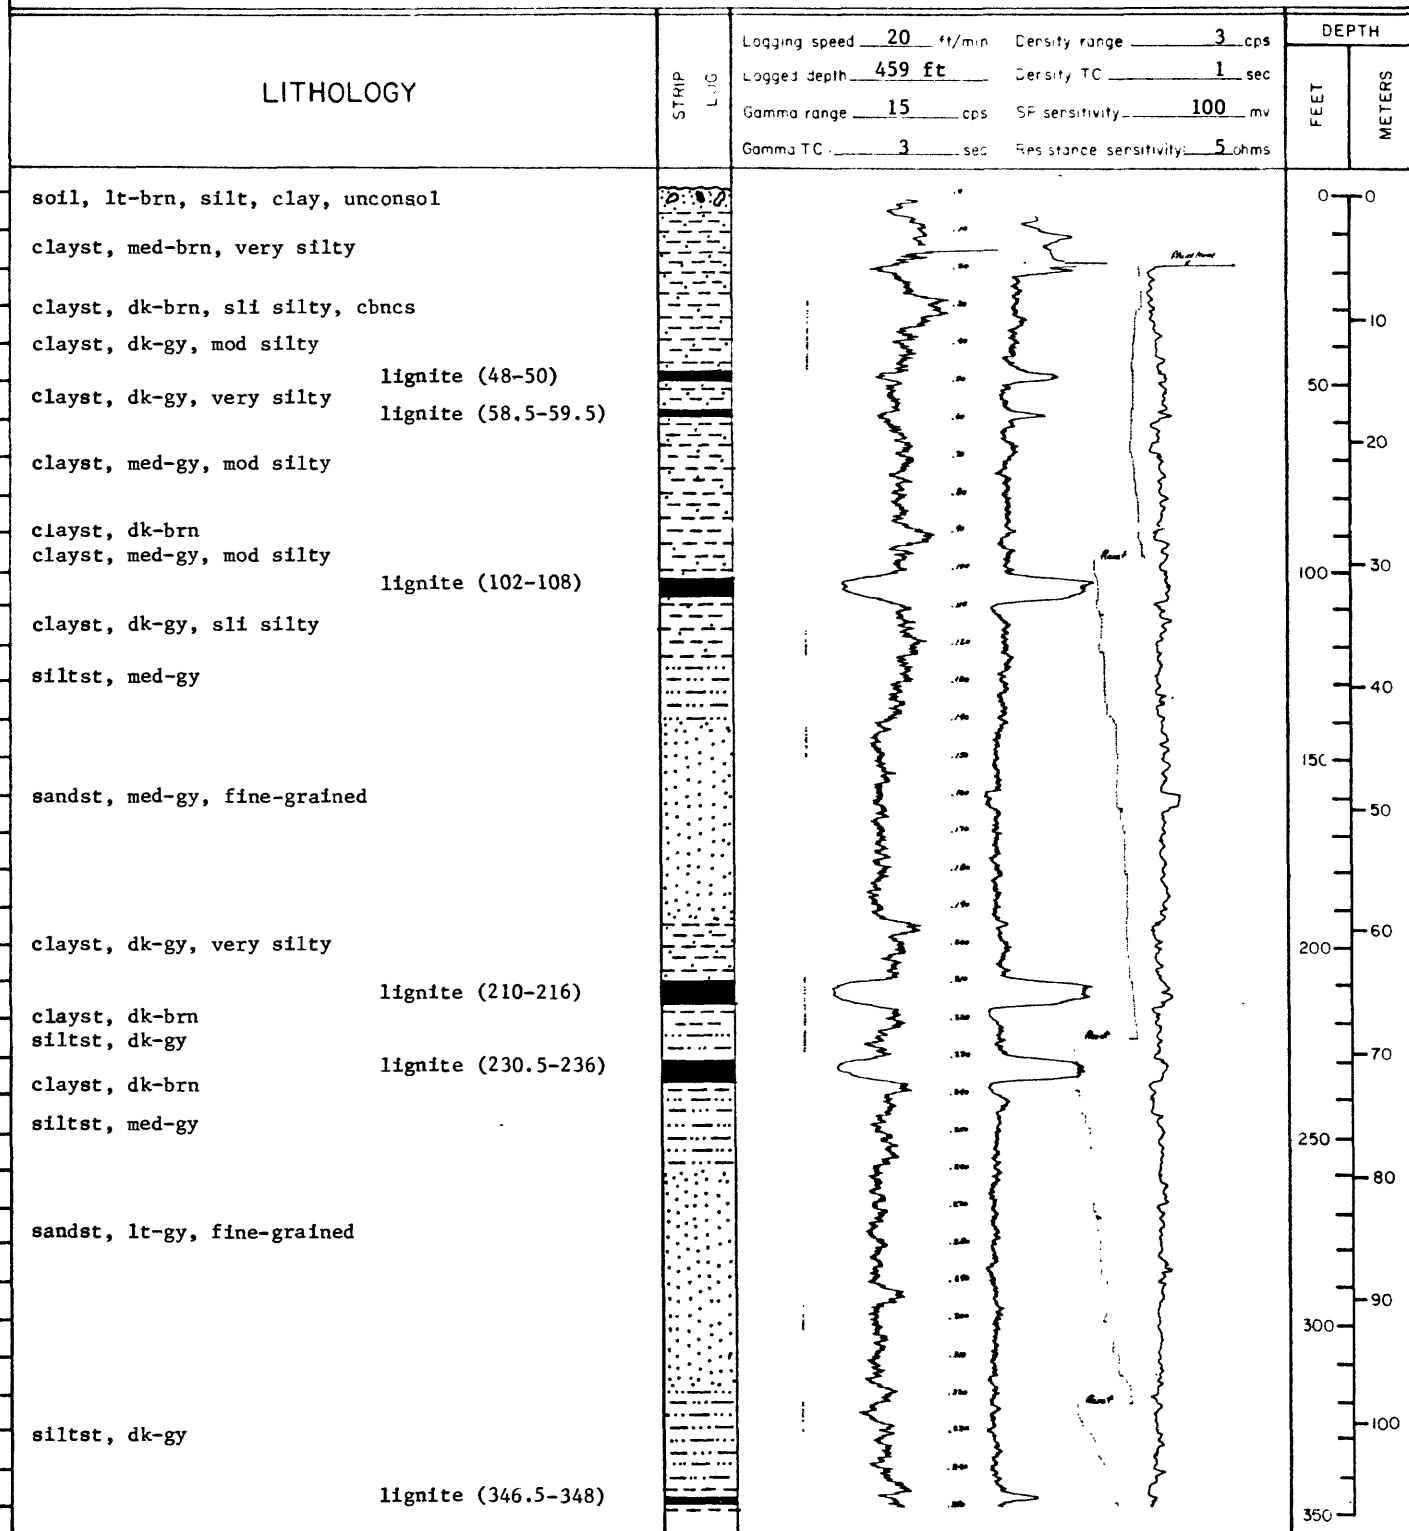 LITHOLOGY
STRIP LOG
Logging speed 20 ft/min Density range 3 cps
Logged depth 459 ft Density TC 1 sec
Gamma range 15 cps SP sensitivity 100 mv
Gamma TC 3 sec Resistance sensitivity 5 ohms
DEPTH
FEET
METERS
soil, lt-brn, silt, clay, unconsol
clayst, med-brn, very silty
clayst, dk-brn, sli silty, cbncs
clayst, dk-gy, mod silty
lignite (48-50)
clayst, dk-gy, very silty
lignite (58.5-59.5)
clayst, med-gy, mod silty
clayst, dk-brn
clayst, med-gy, mod silty
lignite (102-108)
clayst, dk-gy, sli silty
siltst, med-gy
sandst, med-gy, fine-grained
clayst, dk-gy, very silty
lignite (210-216)
clayst, dk-brn
siltst, dk-gy
lignite (230.5-236)
clayst, dk-brn
siltst, med-gy
sandst, lt-gy, fine-grained
siltst, dk-gy
lignite (346.5-348)
Reset
Reset
Reset
0 0
10
50
20
100 30
40
150
50
60
200
70
250
80
90
300
100
350